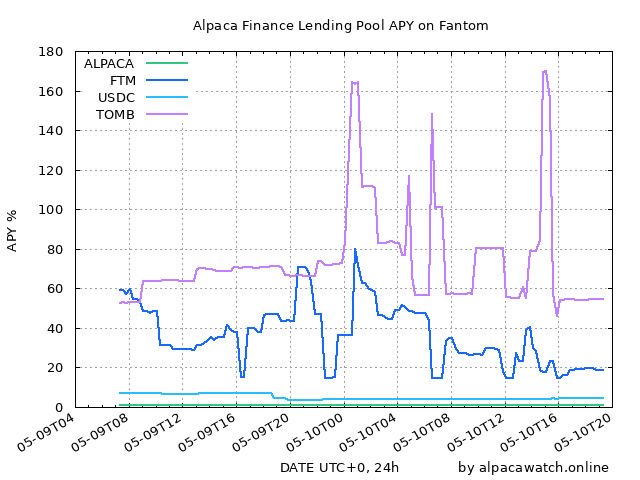 Alpaca Finance Lending Pool APY on Fantom
180
160
140
120
100
80
60
40
20
0
APY %
ALPACA
FTM
USDC
TOMB
05-09T04
05-09T08
05-09T12
05-09T16
05-09T20
05-10T00
05-10T04
05-10T08
05-10T12
05-10T16
05-10T20
DATE UTC+0, 24h
by alpacawatch.online